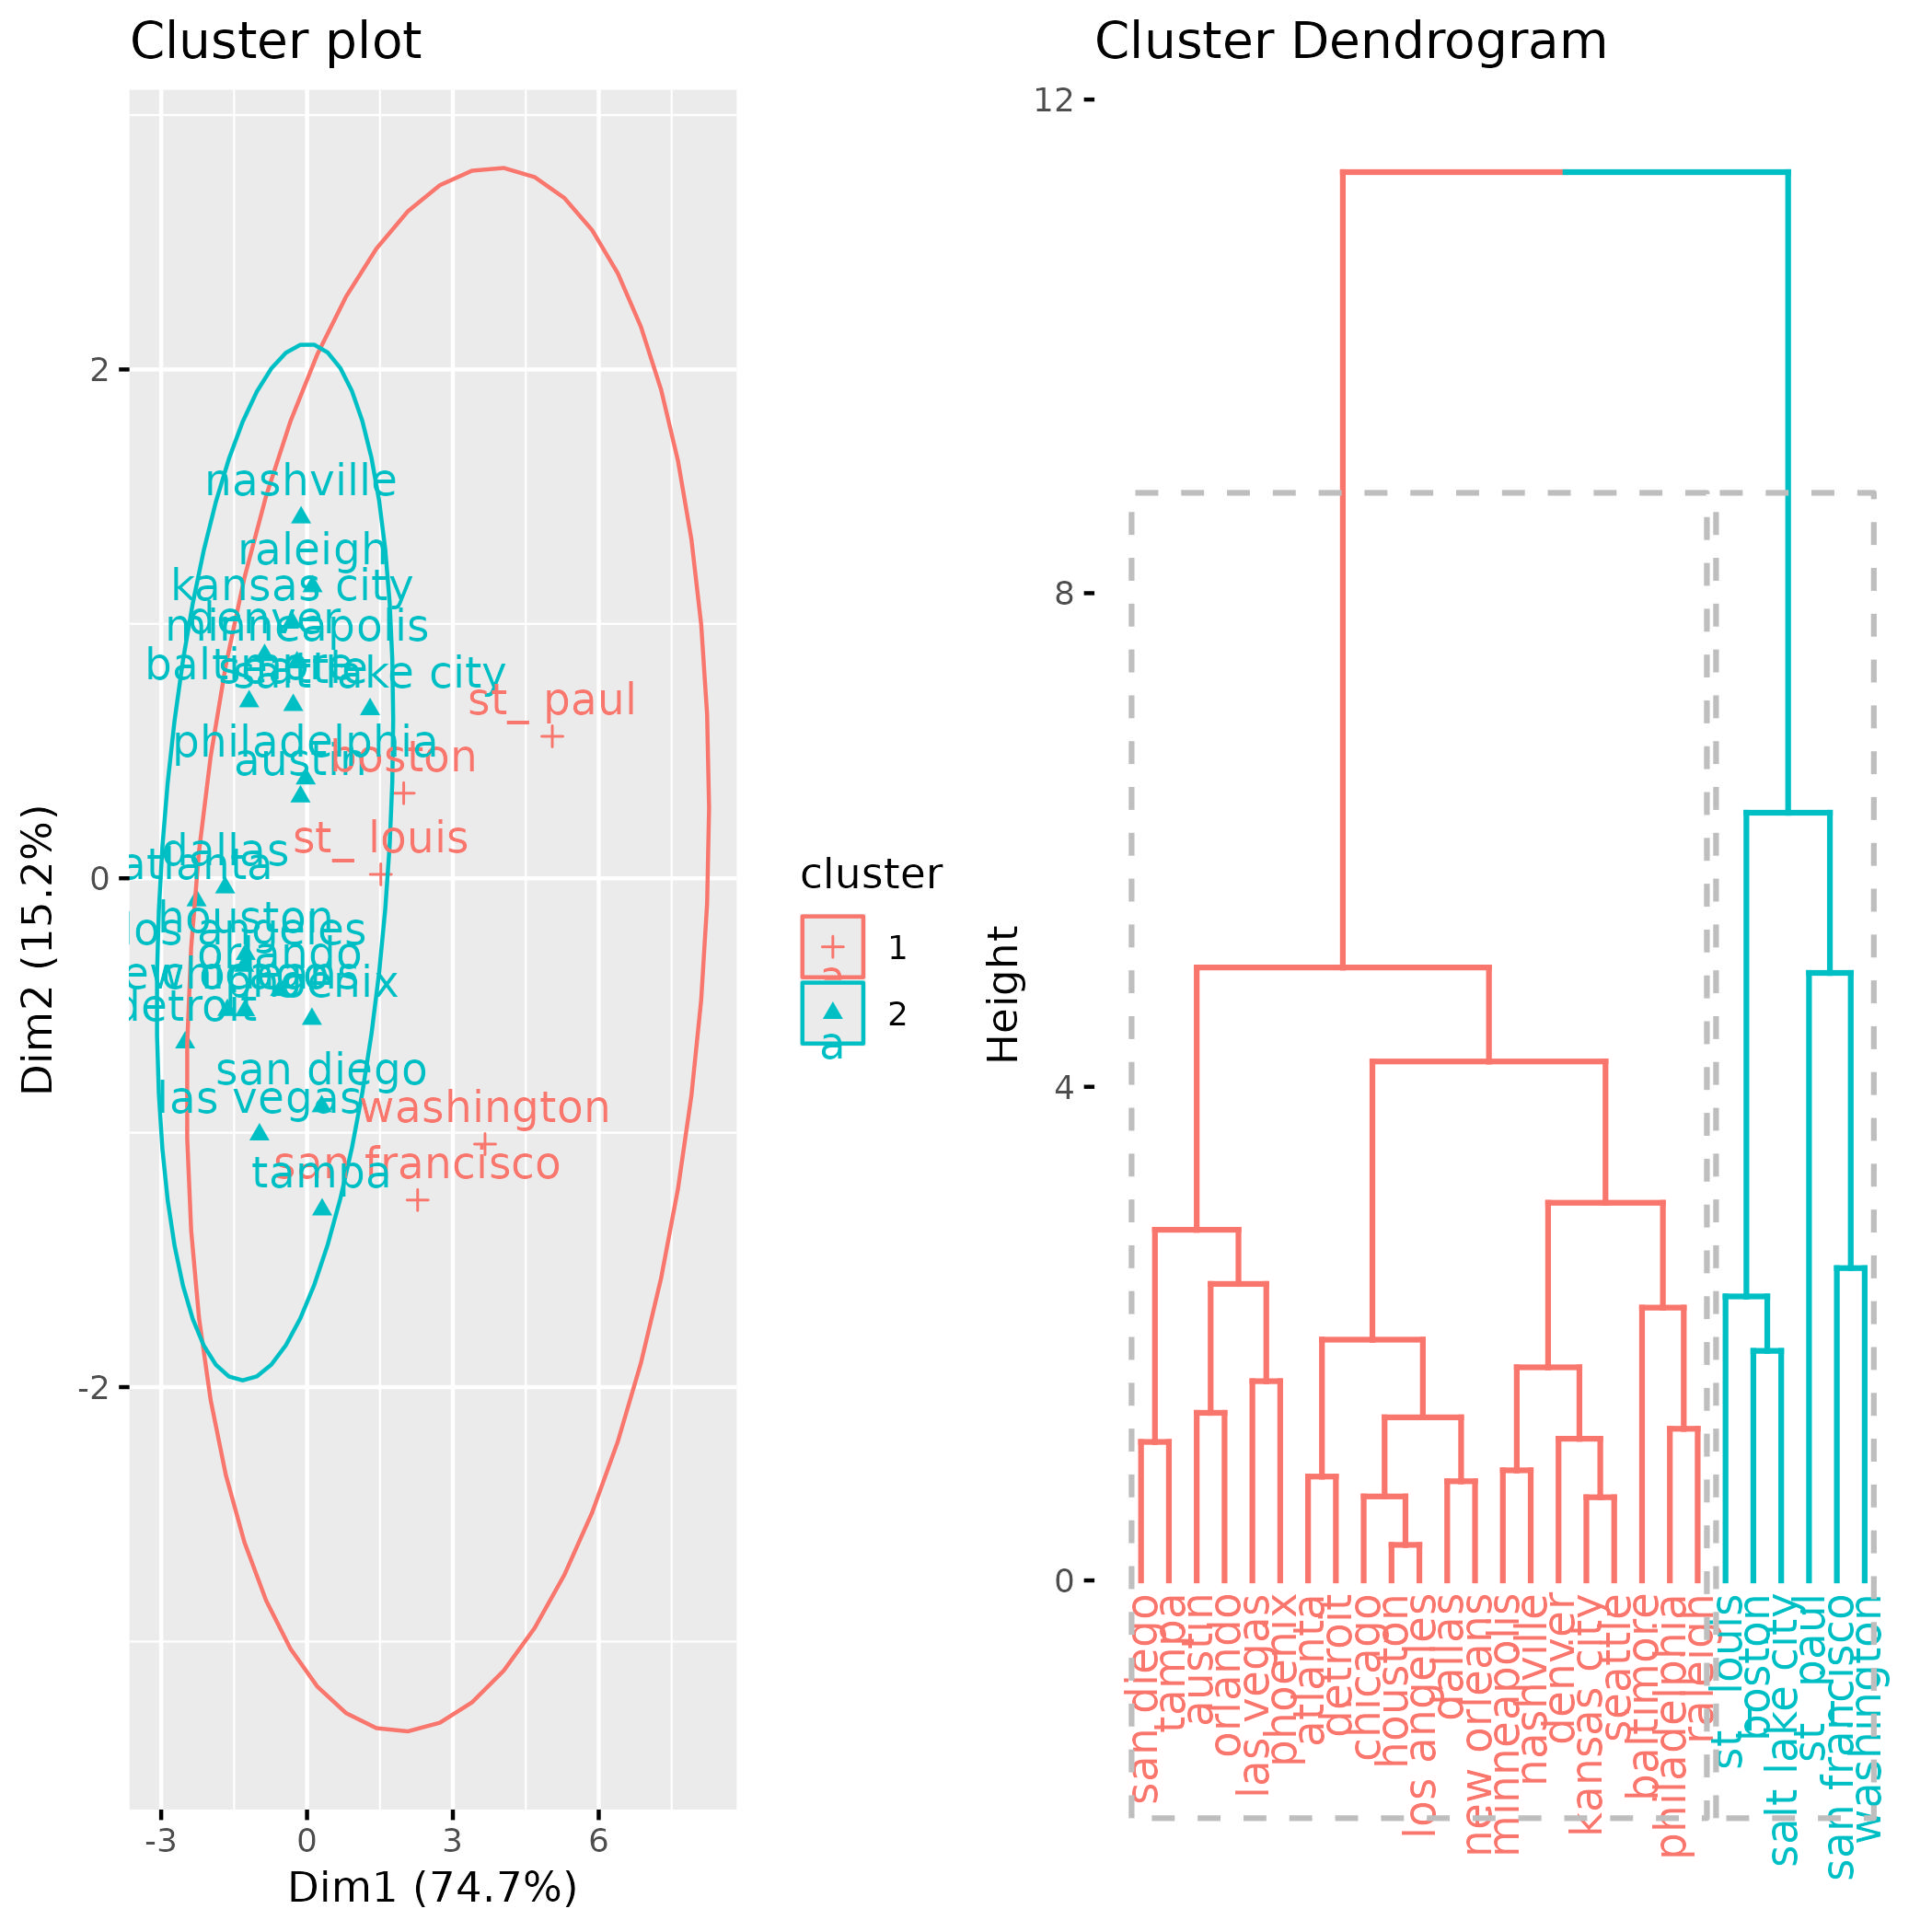 Cluster plot
2
0
-2
Dim2 (15.2%)
nashville
raleigh
kansas city
denver
minneapolis
baltimore
seattle
salt lake city
st_ paul
philadelphia
boston
austin
st_ louis
dallas
atlanta
houston
los angeles
orlando
chicago
phoenix
detroit
san diego
las vegas
washington
san francisco
tampa
-3
0
3
6
Dim1 (74.7%)
cluster
1
2
a
Cluster Dendrogram
12
8
4
0
Height
san diego
tampa
austin
orlando
las vegas
phoenix
atlanta
detroit
chicago
houston
los angeles
dallas
new orleans
minneapolis
nashville
denver
kansas city
seattle
baltimore
philadelphia
raleigh
st_ louis
boston
salt lake city
st_ paul
san francisco
washington